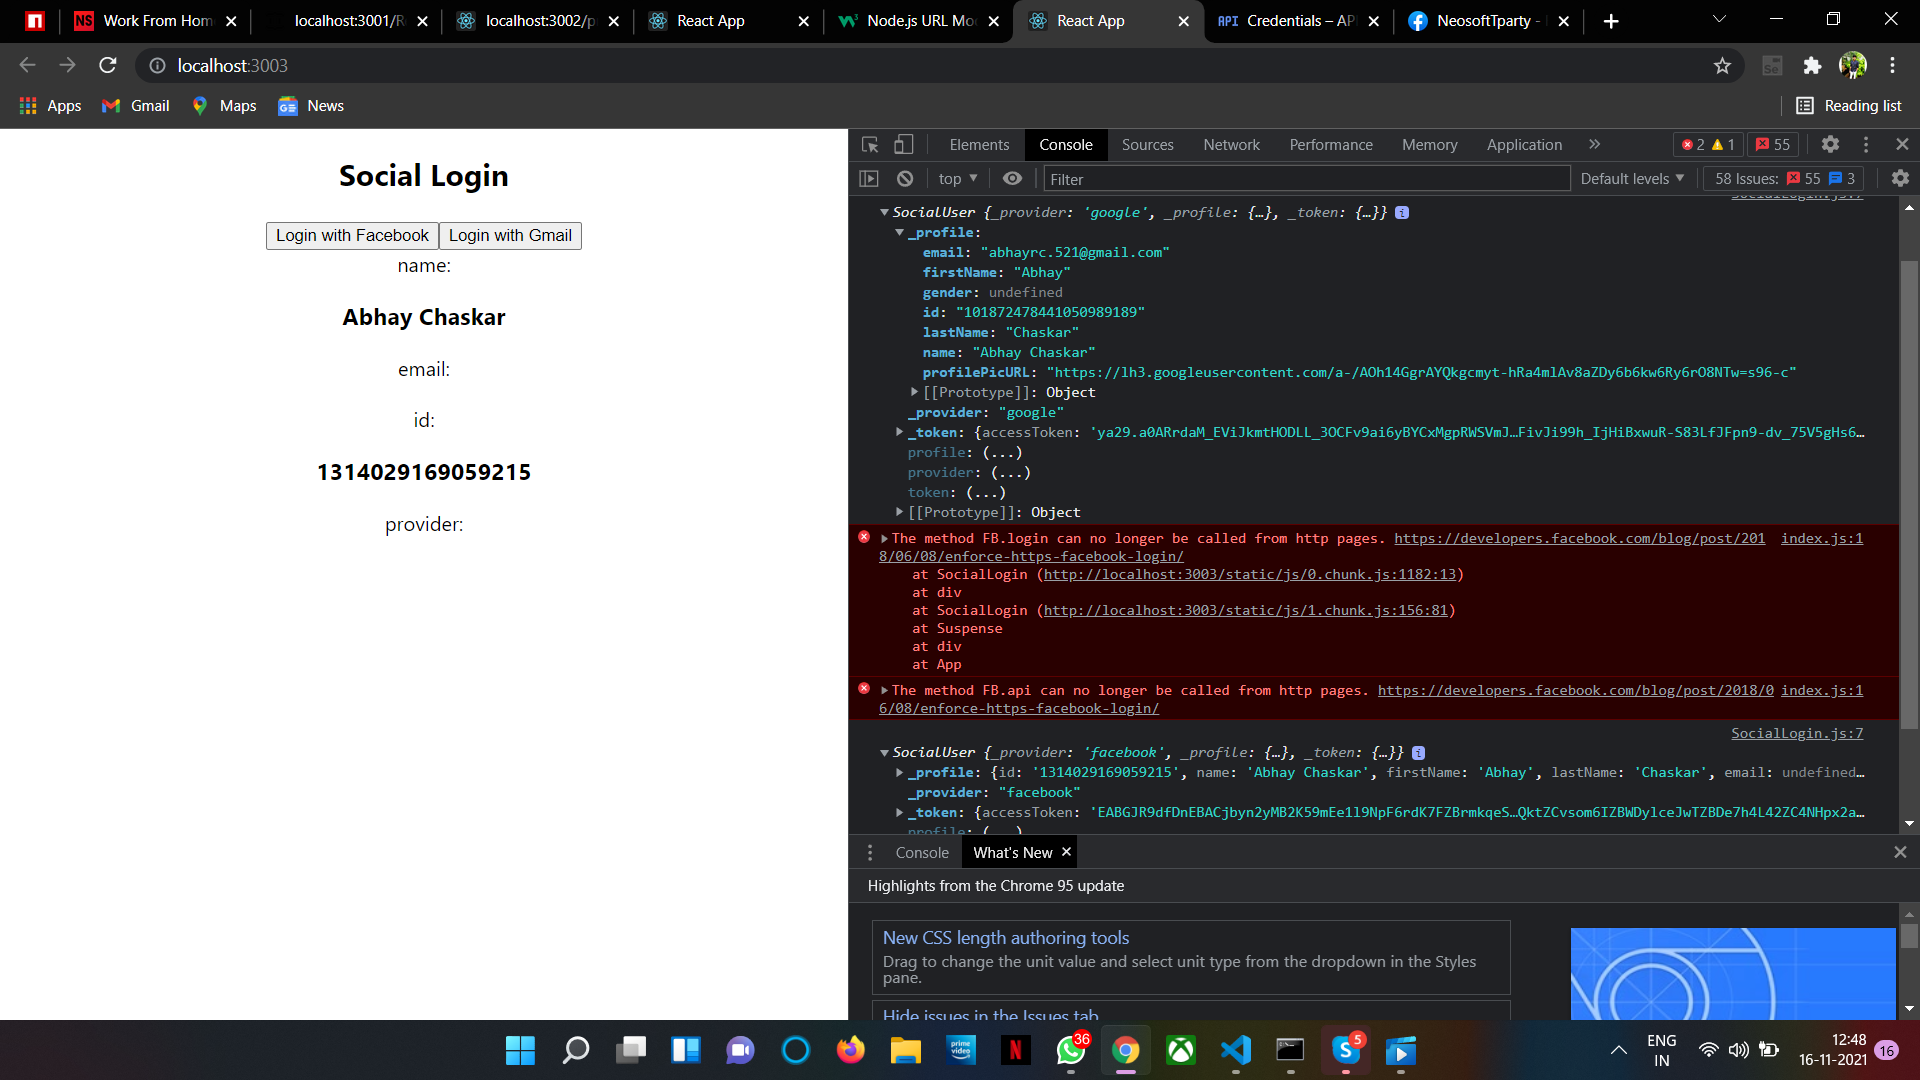 Work From Hom
localhost:3001/R
localhost:3002/p
React App
Node.js URL Mo
React App
API Credentials – AP
NeosoftTparty -
localhost:3003
Apps
Gmail
Maps
News
Reading list
Social Login
Login with Facebook
Login with Gmail
name:
Abhay Chaskar
email:
id:
1314029169059215
provider:
Elements
Console
Sources
Network
Performance
Memory
Application
2
1
55
top
Filter
Default levels
58 Issues: 55 3
SocialLogin.js:7
SocialUser {_provider: 'google', _profile: {…}, _token: {…}}
_profile:
email: "abhayrc.521@gmail.com"
firstName: "Abhay"
gender: undefined
id: "101872478441050989189"
lastName: "Chaskar"
name: "Abhay Chaskar"
profilePicURL: "https://lh3.googleusercontent.com/a-/AOh14GgrAYQkgcmyt-hRa4mlAv8aZDy6b6kw6Ry6rO8NTw=s96-c"
[[Prototype]]: Object
_provider: "google"
_token: {accessToken: 'ya29.a0ARrdaM_EViJkmtHODLL_3OCFv9ai6yBYCxMgpRWSVmJ…FivJi99h_IjHiBxwuR-S83LfJFpn9-dv_75V5gHs6…
profile: (...)
provider: (...)
token: (...)
[[Prototype]]: Object
The method FB.login can no longer be called from http pages. https://developers.facebook.com/blog/post/201 index.js:1
8/06/08/enforce-https-facebook-login/
at SocialLogin (http://localhost:3003/static/js/0.chunk.js:1182:13)
at div
at SocialLogin (http://localhost:3003/static/js/1.chunk.js:156:81)
at Suspense
at div
at App
The method FB.api can no longer be called from http pages. https://developers.facebook.com/blog/post/2018/0 index.js:1
6/08/enforce-https-facebook-login/
SocialLogin.js:7
SocialUser {_provider: 'facebook', _profile: {…}, _token: {…}}
_profile: {id: '1314029169059215', name: 'Abhay Chaskar', firstName: 'Abhay', lastName: 'Chaskar', email: undefined…
_provider: "facebook"
_token: {accessToken: 'EABGJR9dfDnEBACjbyn2yMB2K59mEe1l9NpF6rdK7FZBrmkqeS…QktZCvsom6IZBWDylceJwTZBDe7h4L42ZC4NHpx2a…
profile: (...)
Console
What's New
Highlights from the Chrome 95 update
New CSS length authoring tools
Drag to change the unit value and select unit type from the dropdown in the Styles
pane.
Hide issues in the Issues tab
prime video
36
5
ENG
IN
12:48
16-11-2021
16